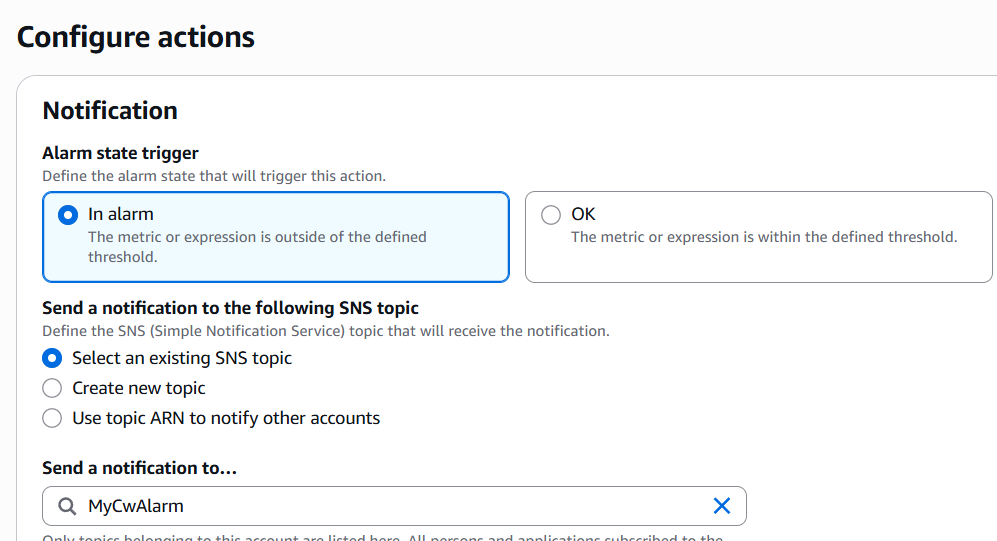 Configure actions
Notification
Alarm state trigger
Define the alarm state that will trigger this action.
In alarm
The metric or expression is outside of the defined
threshold.
OK
The metric or expression is within the defined threshold.
Send a notification to the following SNS topic
Define the SNS (Simple Notification Service) topic that will receive the notification.
Select an existing SNS topic
Create new topic
Use topic ARN to notify other accounts
Send a notification to…
MyCwAlarm
Only topics belonging to this account are listed here. All persons and applications subscribed to the